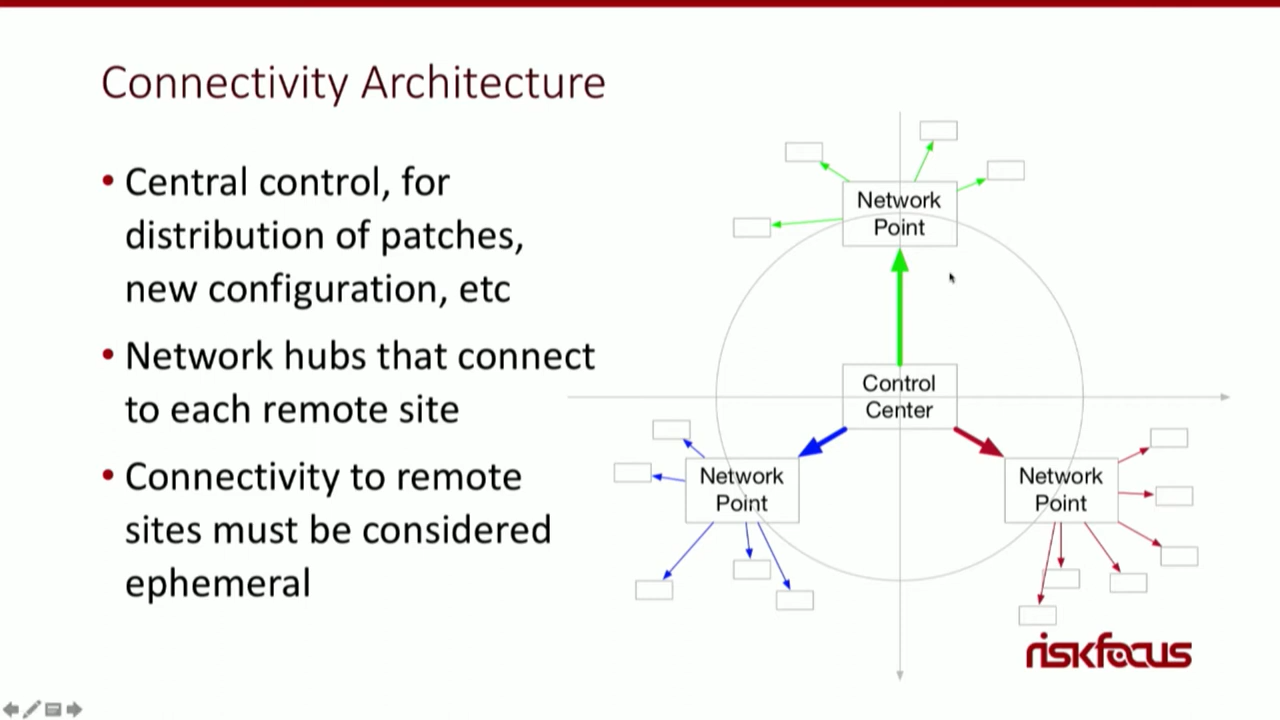 Connectivity Architecture
• Central control, for
distribution of patches,
new configuration, etc
• Network hubs that connect
to each remote site
• Connectivity to remote
sites must be considered
ephemeral
Network
Point
Control
Center
Network
Point
Network
Point
riskfocus